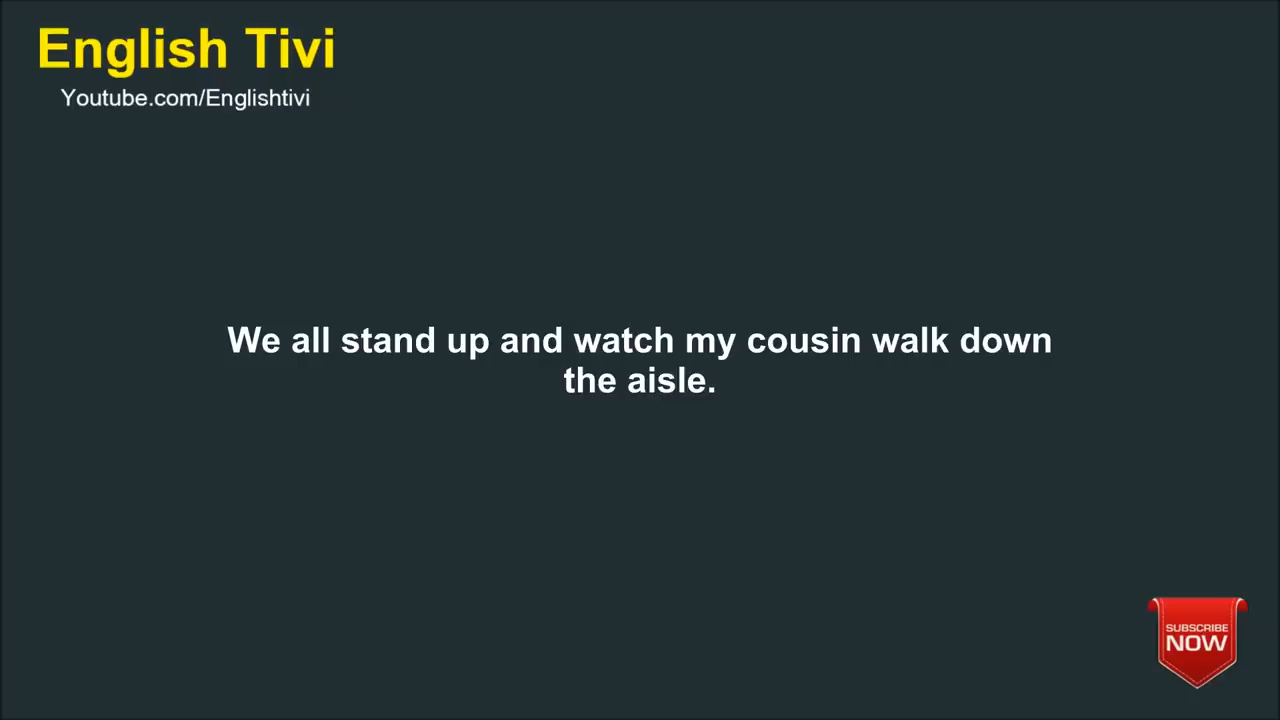 English Tivi
Youtube.com/Englishtivi
We all stand up and watch my cousin walk down
the aisle.
SUBSCRIBE
NOW